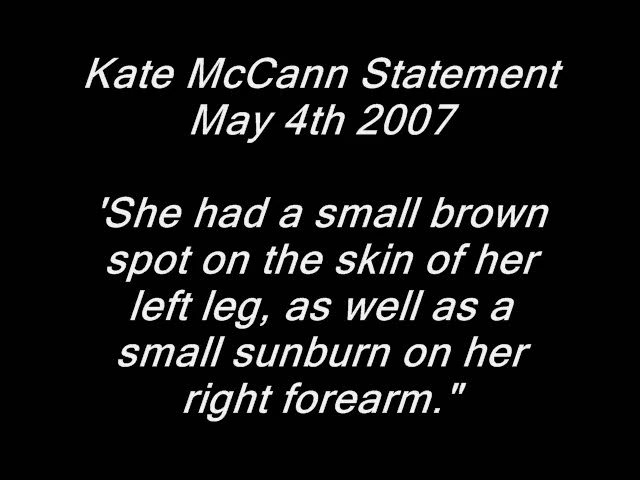 Kate McCann Statement
May 4th 2007
'She had a small brown
spot on the skin of her
left leg, as well as a
small sunburn on her
right forearm."